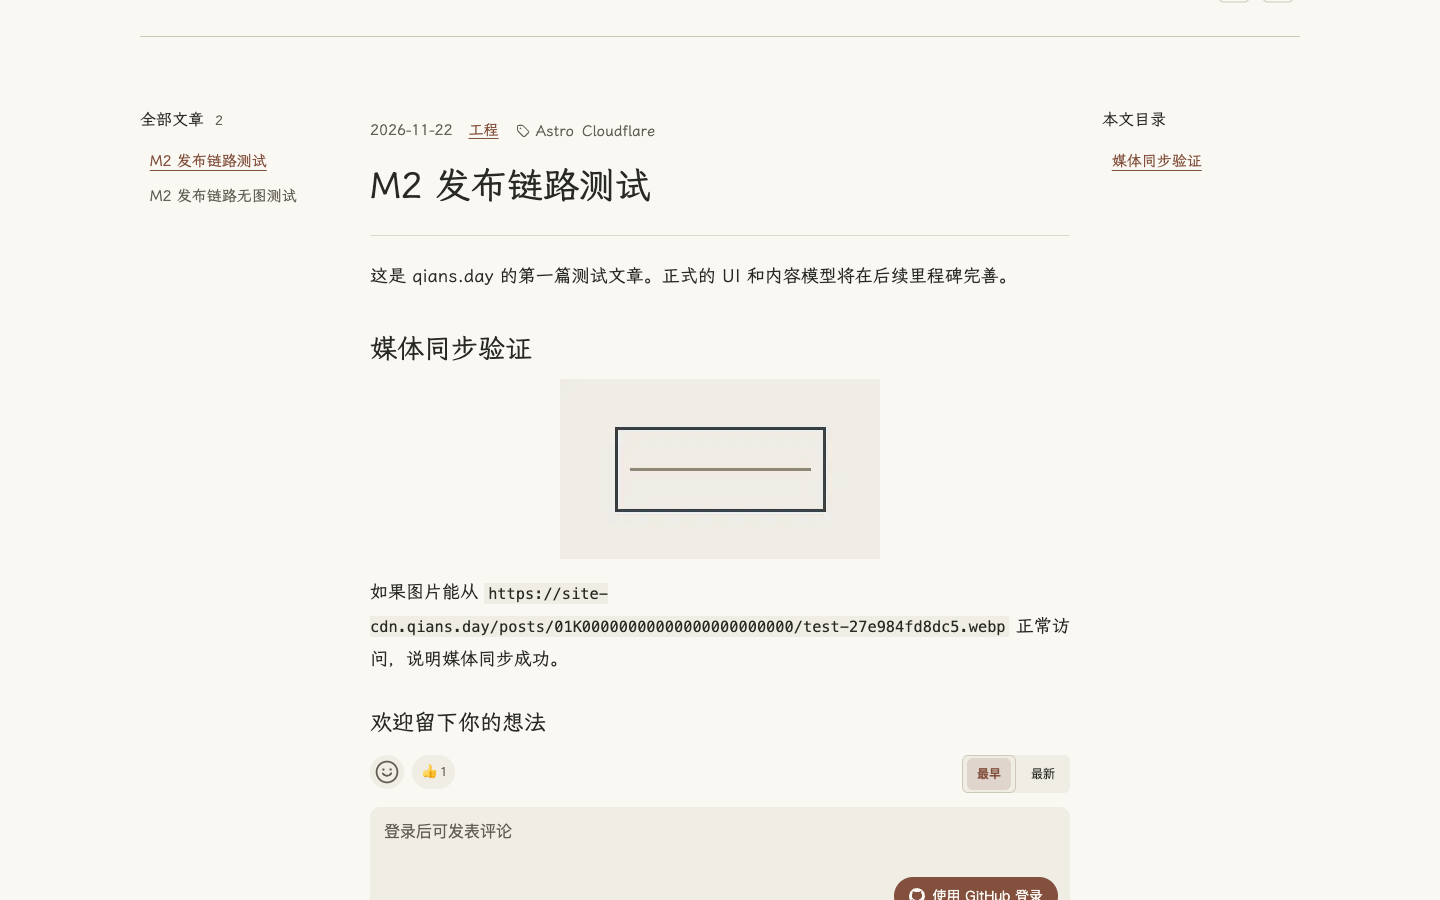 全部文章 2
M2 发布链路测试
M2 发布链路无图测试
2026-11-22 工程 Astro Cloudflare
M2 发布链路测试
这是 qians.day 的第一篇测试文章。正式的 UI 和内容模型将在后续里程碑完善。
媒体同步验证
如果图片能从 https://site-
cdn.qians.day/posts/01K00000000000000000000000/test-27e984fd8dc5.webp 正常访
问，说明媒体同步成功。
欢迎留下你的想法
👍 1
最早 最新
登录后可发表评论
使用 GitHub 登录
本文目录
媒体同步验证